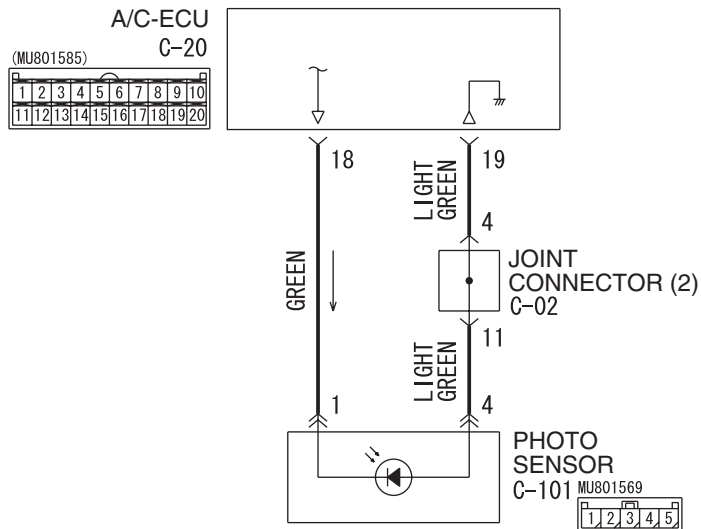 A/C-ECU
C-20
(MU801585)
1 2 3 4 5 6 7 8 9 10
11 12 13 14 15 16 17 18 19 20
18
19
GREEN
LIGHT
GREEN
4
JOINT
CONNECTOR (2)
C-02
11
LIGHT
GREEN
1
4
PHOTO
SENSOR
C-101 MU801569
1 2 3 4 5